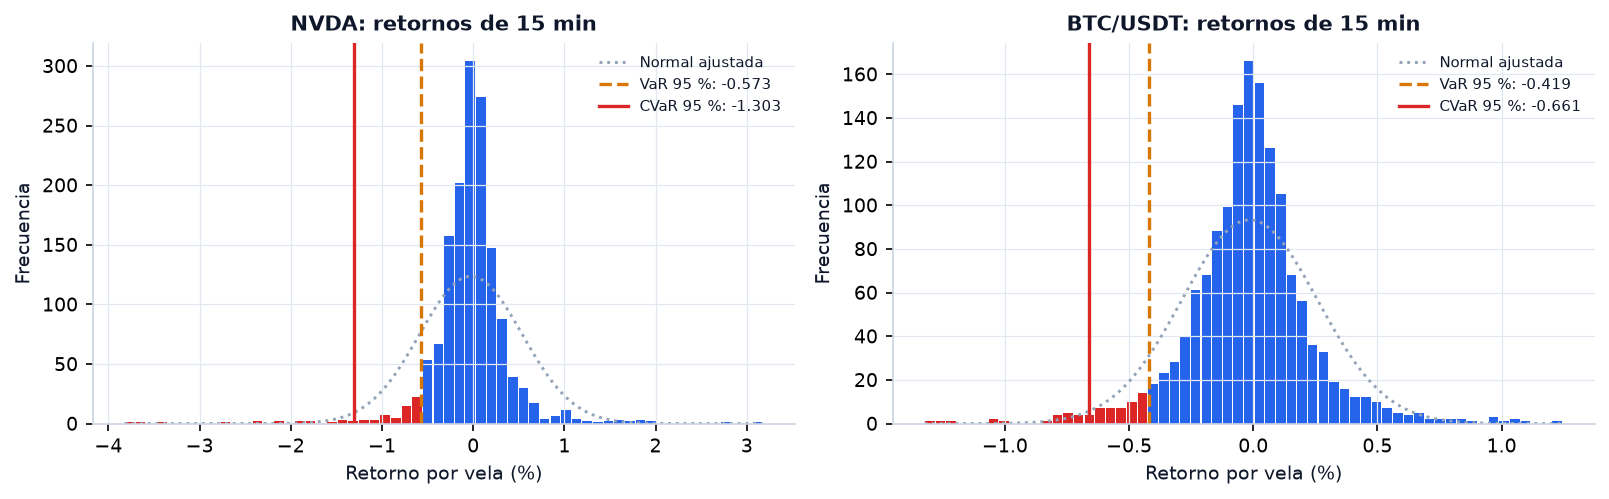 NVDA: retornos de 15 min
Normal ajustada
VaR 95 %: -0.573
CVaR 95 %: -1.303
Frecuencia
300
250
200
150
100
50
0
−4 −3 −2 −1 0 1 2 3
Retorno por vela (%)
BTC/USDT: retornos de 15 min
Normal ajustada
VaR 95 %: -0.419
CVaR 95 %: -0.661
Frecuencia
160
140
120
100
80
60
40
20
0
−1.0 −0.5 0.0 0.5 1.0
Retorno por vela (%)